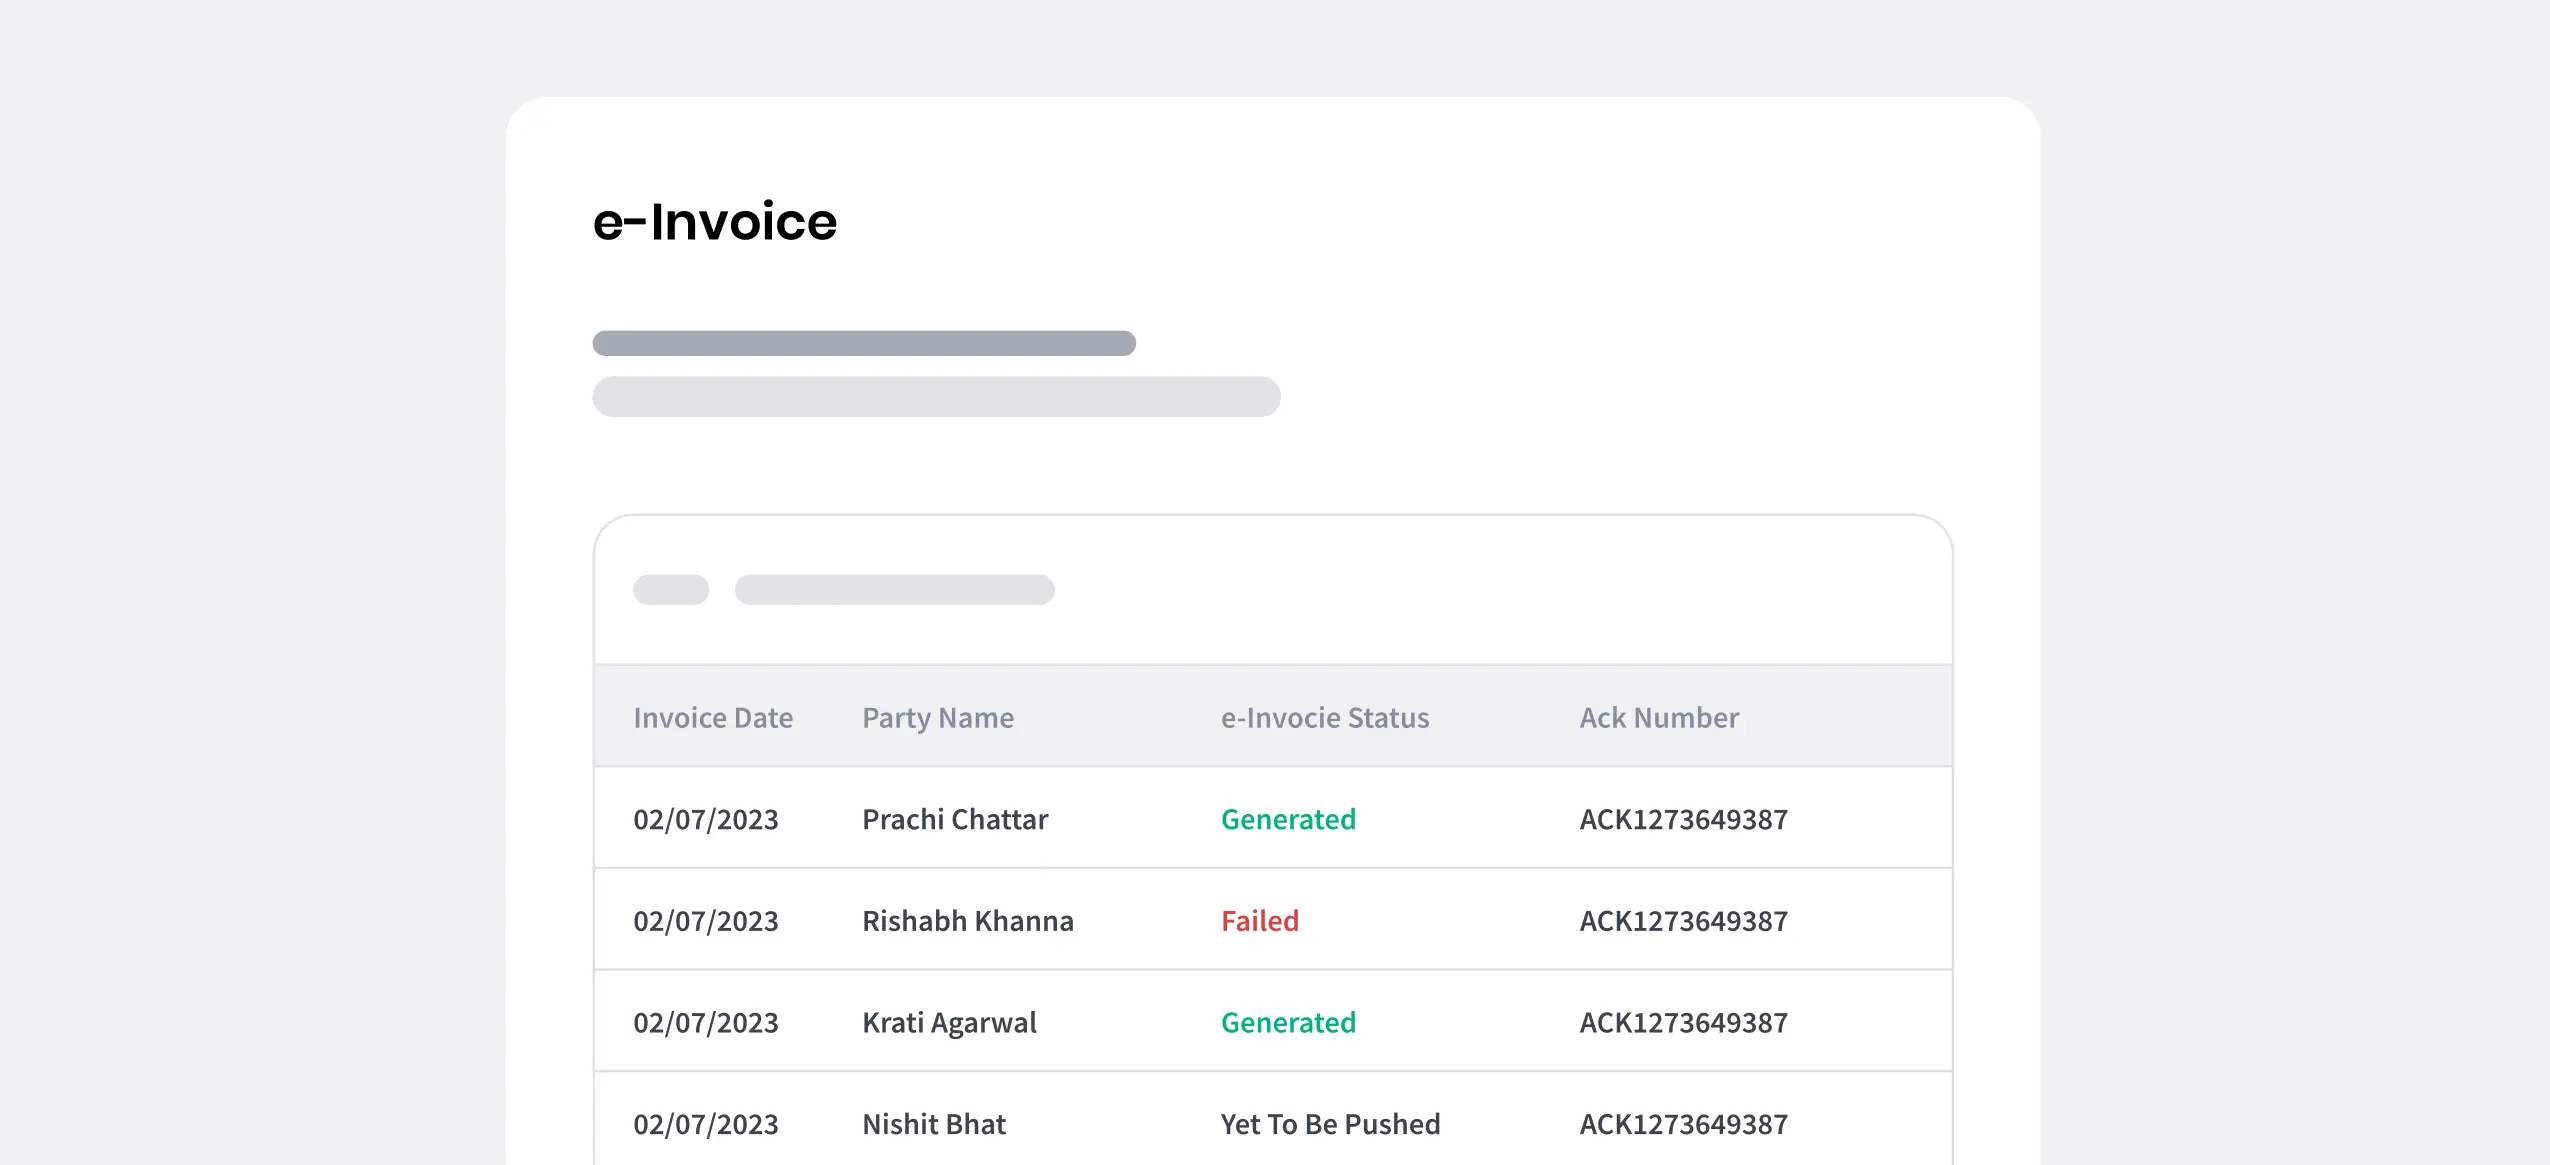 e-Invoice
Invoice Date Party Name e-Invocie Status Ack Number
02/07/2023 Prachi Chattar Generated ACK1273649387
02/07/2023 Rishabh Khanna Failed ACK1273649387
02/07/2023 Krati Agarwal Generated ACK1273649387
02/07/2023 Nishit Bhat Yet To Be Pushed ACK1273649387